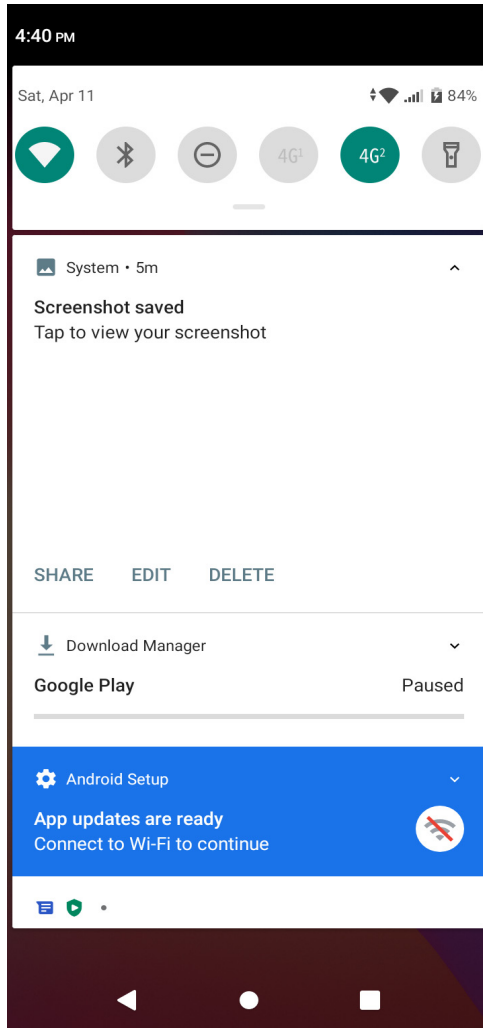 4:40 PM
Sat, Apr 11
84%
4G¹
4G²
System • 5m
Screenshot saved
Tap to view your screenshot
SHARE EDIT DELETE
Download Manager
Google Play Paused
Android Setup
App updates are ready
Connect to Wi-Fi to continue